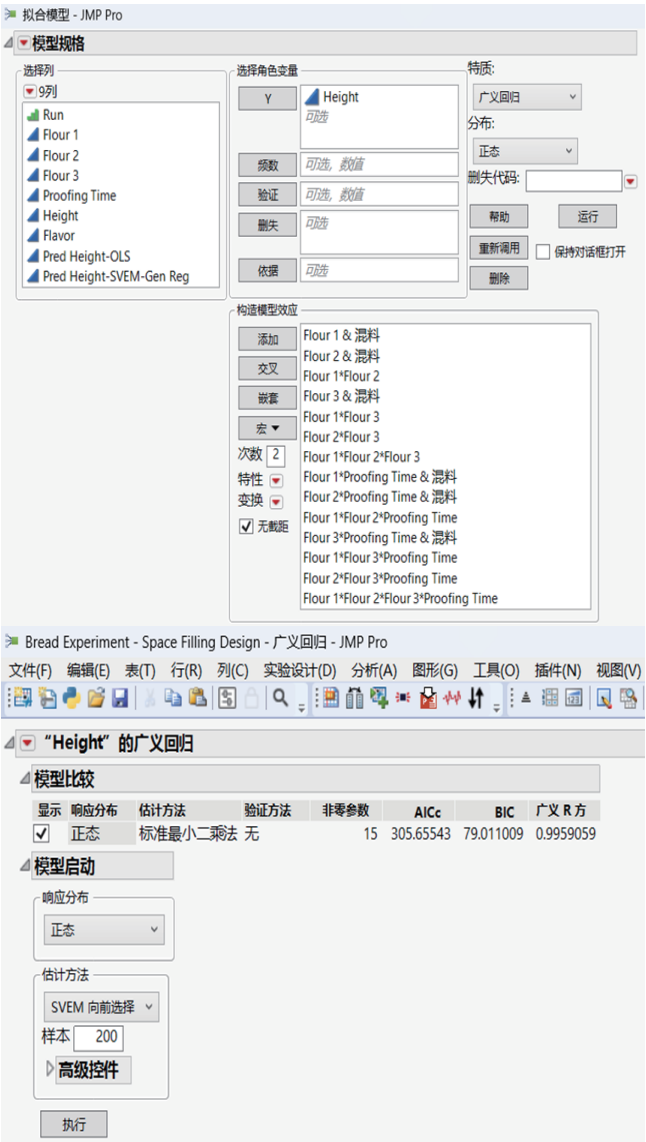 拟合模型 - JMP Pro
模型规格
选择列
9列
Run
Flour 1
Flour 2
Flour 3
Proofing Time
Height
Flavor
Pred Height-OLS
Pred Height-SVEM-Gen Reg
选择角色变量
Y
Height
可选
频数
可选，数值
验证
可选，数值
删失
可选
依据
可选
特质:
广义回归
分布:
正态
删失代码:
帮助
运行
重新调用
保持对话框打开
删除
构造模型效应
添加
交叉
嵌套
宏
次数 2
特性
变换
无截距
Flour 1 & 混料
Flour 2 & 混料
Flour 1*Flour 2
Flour 3 & 混料
Flour 1*Flour 3
Flour 2*Flour 3
Flour 1*Flour 2*Flour 3
Flour 1*Proofing Time & 混料
Flour 2*Proofing Time & 混料
Flour 1*Flour 2*Proofing Time
Flour 3*Proofing Time & 混料
Flour 1*Flour 3*Proofing Time
Flour 2*Flour 3*Proofing Time
Flour 1*Flour 2*Flour 3*Proofing Time
Bread Experiment - Space Filling Design - 广义回归 - JMP Pro
文件(F) 编辑(E) 表(T) 行(R) 列(C) 实验设计(D) 分析(A) 图形(G) 工具(O) 插件(N) 视图(V)
“Height”的广义回归
模型比较
显示 响应分布 估计方法 验证方法 非零参数 AICc BIC 广义 R 方
正态 标准最小二乘法 无 15 305.65543 79.011009 0.9959059
模型启动
响应分布
正态
估计方法
SVEM 向前选择
样本 200
高级控件
执行